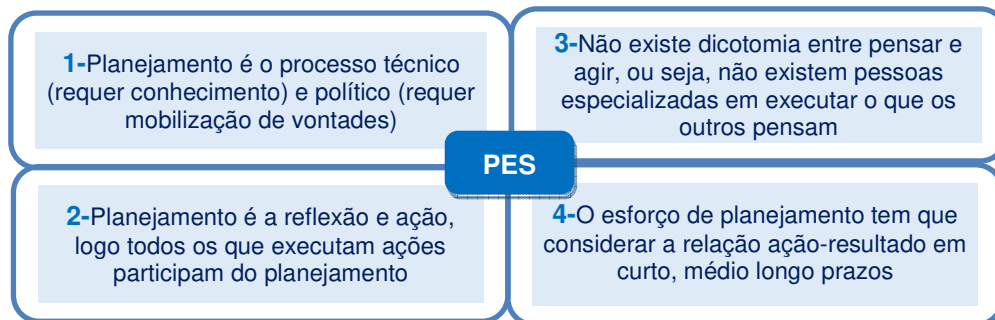 1-Planejamento é o processo técnico
(requer conhecimento) e político (requer
mobilização de vontades)
2-Planejamento é a reflexão e ação,
logo todos os que executam ações
participam do planejamento
PES
3-Não existe dicotomia entre pensar e
agir, ou seja, não existem pessoas
especializadas em executar o que os
outros pensam
4-O esforço de planejamento tem que
considerar a relação ação-resultado em
curto, médio longo prazos